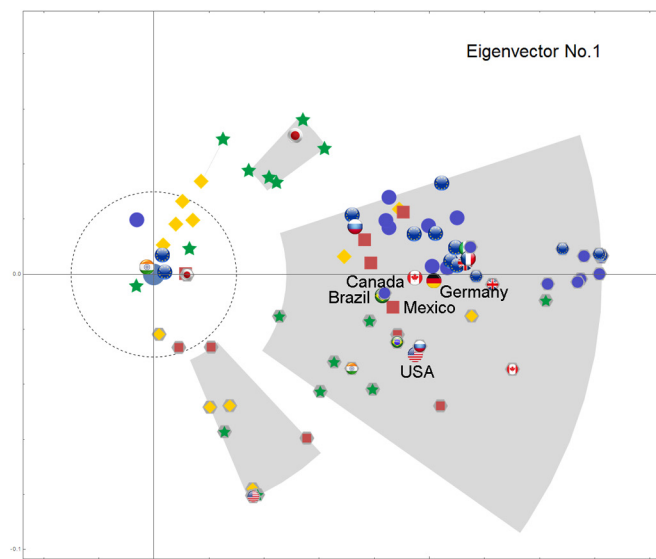 Eigenvector No.1
0.0
Canada
Brazil
Germany
Mexico
USA
-0.1